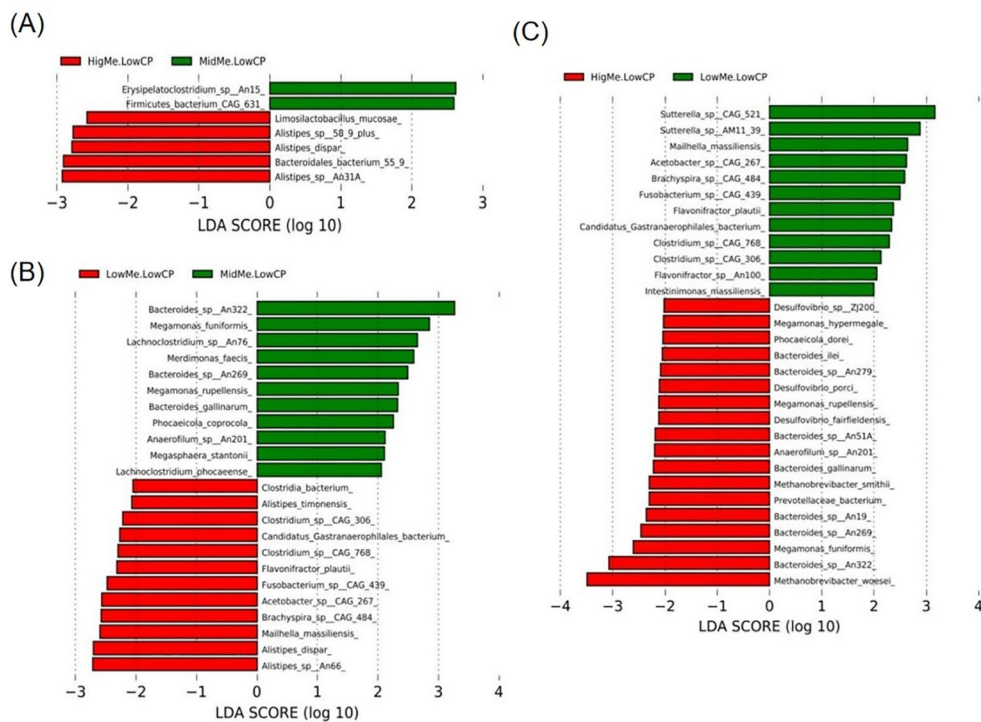 (A)
HigMe.LowCP MidMe.LowCP
Erysipelatoclostridium_sp__An15_
Firmicutes_bacterium_CAG_631_
Limosilactobacillus_mucosae_
Alistipes_sp__58_9_plus_
Alistipes_dispar_
Bacteroidales_bacterium_55_9_
Alistipes_sp__An31A_
−3 −2 −1 0 1 2 3
LDA SCORE (log 10)
(B)
LowMe.LowCP MidMe.LowCP
Bacteroides_sp__An322_
Megamonas_funiformis_
Lachnoclostridium_sp__An76_
Merdimonas_faecis_
Bacteroides_sp__An269_
Megamonas_rupellensis_
Bacteroides_gallinarum_
Phocaeicola_coprocola_
Anaerofilum_sp__An201_
Megasphaera_stantonii_
Lachnoclostridium_phocaeense_
Clostridia_bacterium_
Alistipes_timonensis_
Clostridium_sp__CAG_306_
Candidatus_Gastranaerophilales_bacterium_
Clostridium_sp__CAG_768_
Flavonifractor_plautii_
Fusobacterium_sp__CAG_439_
Acetobacter_sp__CAG_267_
Brachyspira_sp__CAG_484_
Mailhella_massiliensis_
Alistipes_dispar_
Alistipes_sp__An66_
−3 −2 −1 0 1 2 3 4
LDA SCORE (log 10)
(C)
HigMe.LowCP LowMe.LowCP
Sutterella_sp__CAG_521_
Sutterella_sp__AM11_39_
Mailhella_massiliensis_
Acetobacter_sp__CAG_267_
Brachyspira_sp__CAG_484_
Fusobacterium_sp__CAG_439_
Flavonifractor_plautii_
Candidatus_Gastranaerophilales_bacterium_
Clostridium_sp__CAG_768_
Clostridium_sp__CAG_306_
Flavonifractor_sp__An100_
Intestinimonas_massiliensis_
Desulfovibrio_sp__ZJ200_
Megamonas_hypermegale_
Phocaeicola_dorei_
Bacteroides_ilei_
Bacteroides_sp__An279_
Desulfovibrio_porci_
Megamonas_rupellensis_
Desulfovibrio_fairfieldensis_
Bacteroides_sp__An51A_
Anaerofilum_sp__An201_
Bacteroides_gallinarum_
Methanobrevibacter_smithii_
Prevotellaceae_bacterium_
Bacteroides_sp__An19_
Bacteroides_sp__An269_
Megamonas_funiformis_
Bacteroides_sp__An322_
Methanobrevibacter_woesei_
−4 −3 −2 −1 0 1 2 3 4
LDA SCORE (log 10)